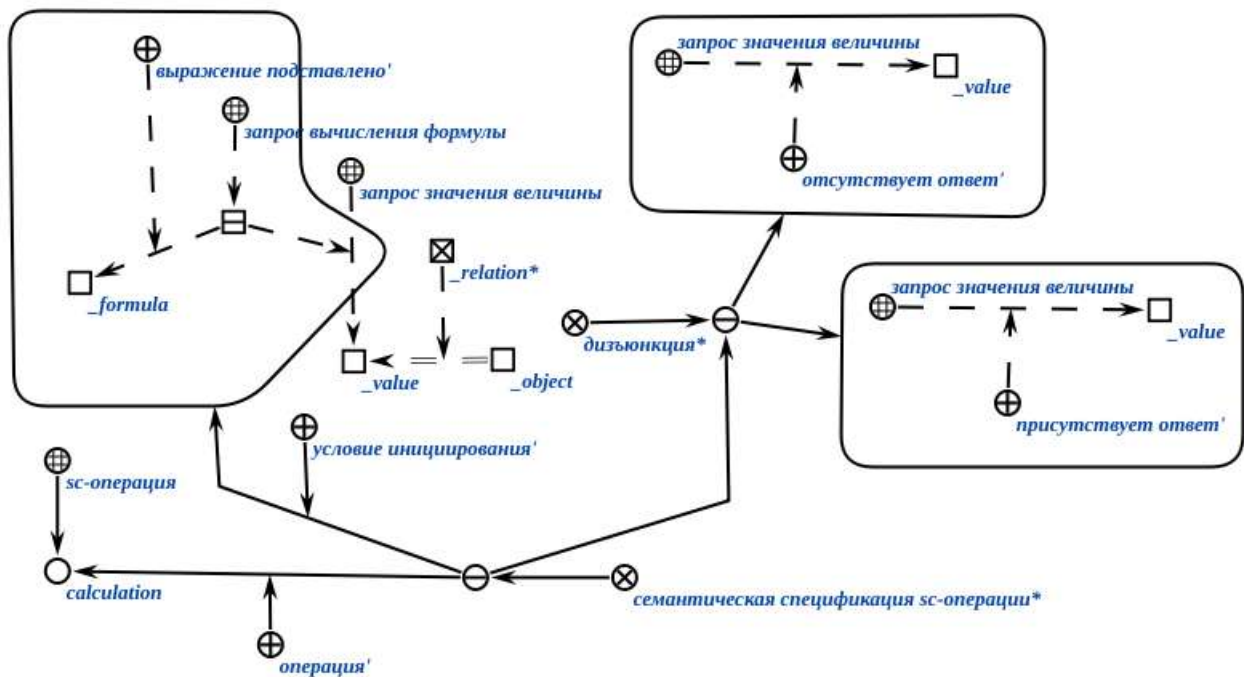 выражение подставлено'
запрос вычисления формулы
запрос значения величины
_relation*
_formula
_value
_object
запрос значения величины
_value
отсутствует ответ'
дизъюнкция*
запрос значения величины
_value
присутствует ответ'
условие инициирования'
sc-операция
calculation
семантическая спецификация sc-операции*
операция'